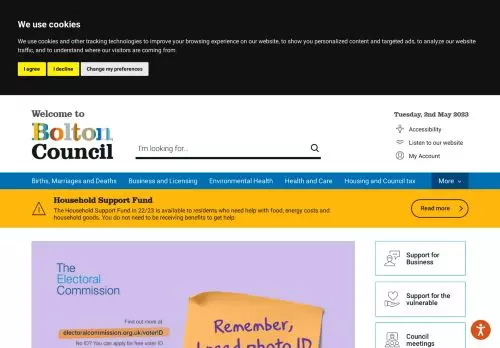 We use cookies
We use cookies and other tracking technologies to improve your browsing experience on our website, to show you personalized content and targeted ads, to analyze our website
traffic, and to understand where our visitors are coming from.
I agree
I decline
Change my preferences
Welcome to
Bolton
Council
I'm looking for...
Tuesday, 2nd May 2023
Accessibility
Listen to our website
My Account
Births, Marriages and Deaths
Business and Licensing
Environmental Health
Health and Care
Housing and Council tax
More
Household Support Fund
The Household Support Fund in 22/23 is available to residents who need help with food, energy costs and
household goods. You do not need to be receiving benefits to get help.
Read more
The
Electoral
Commission
Find out more at
electoralcommission.org.uk/voterID
No ID? You can apply for free voter ID
Remember,
I need photo ID
Support for
Business
Support for the
vulnerable
Council
meetings